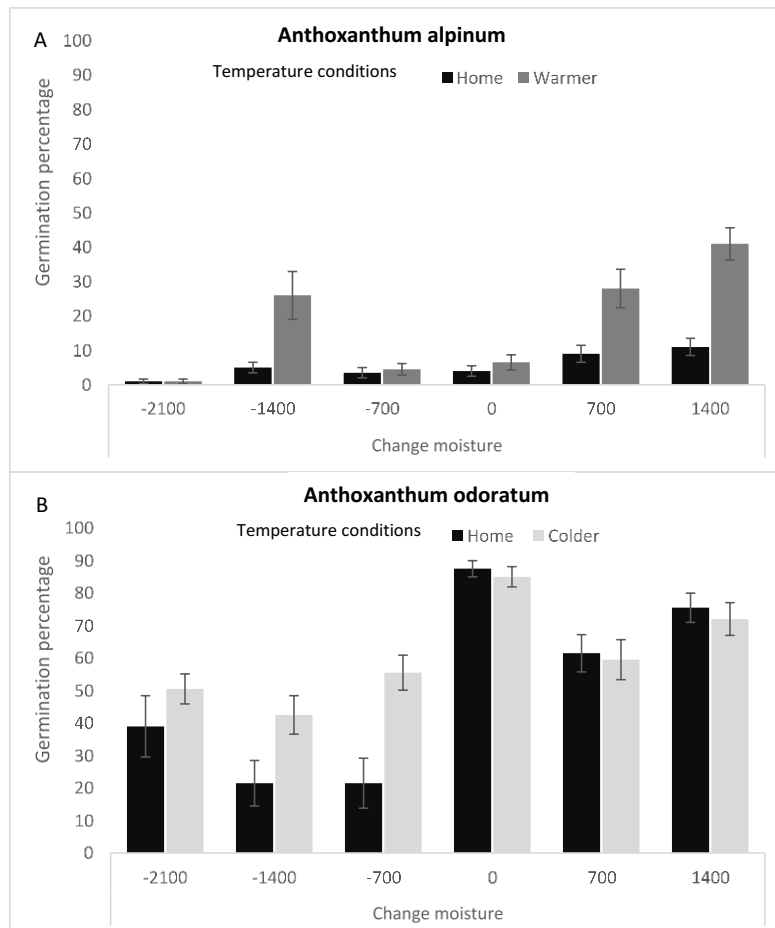 A
Anthoxanthum alpinum
Temperature conditions
Home Warmer
Germination percentage
100
90
80
70
60
50
40
30
20
10
0
-2100 -1400 -700 0 700 1400
Change moisture
B
Anthoxanthum odoratum
Temperature conditions
Home Colder
Germination percentage
100
90
80
70
60
50
40
30
20
10
0
-2100 -1400 -700 0 700 1400
Change moisture